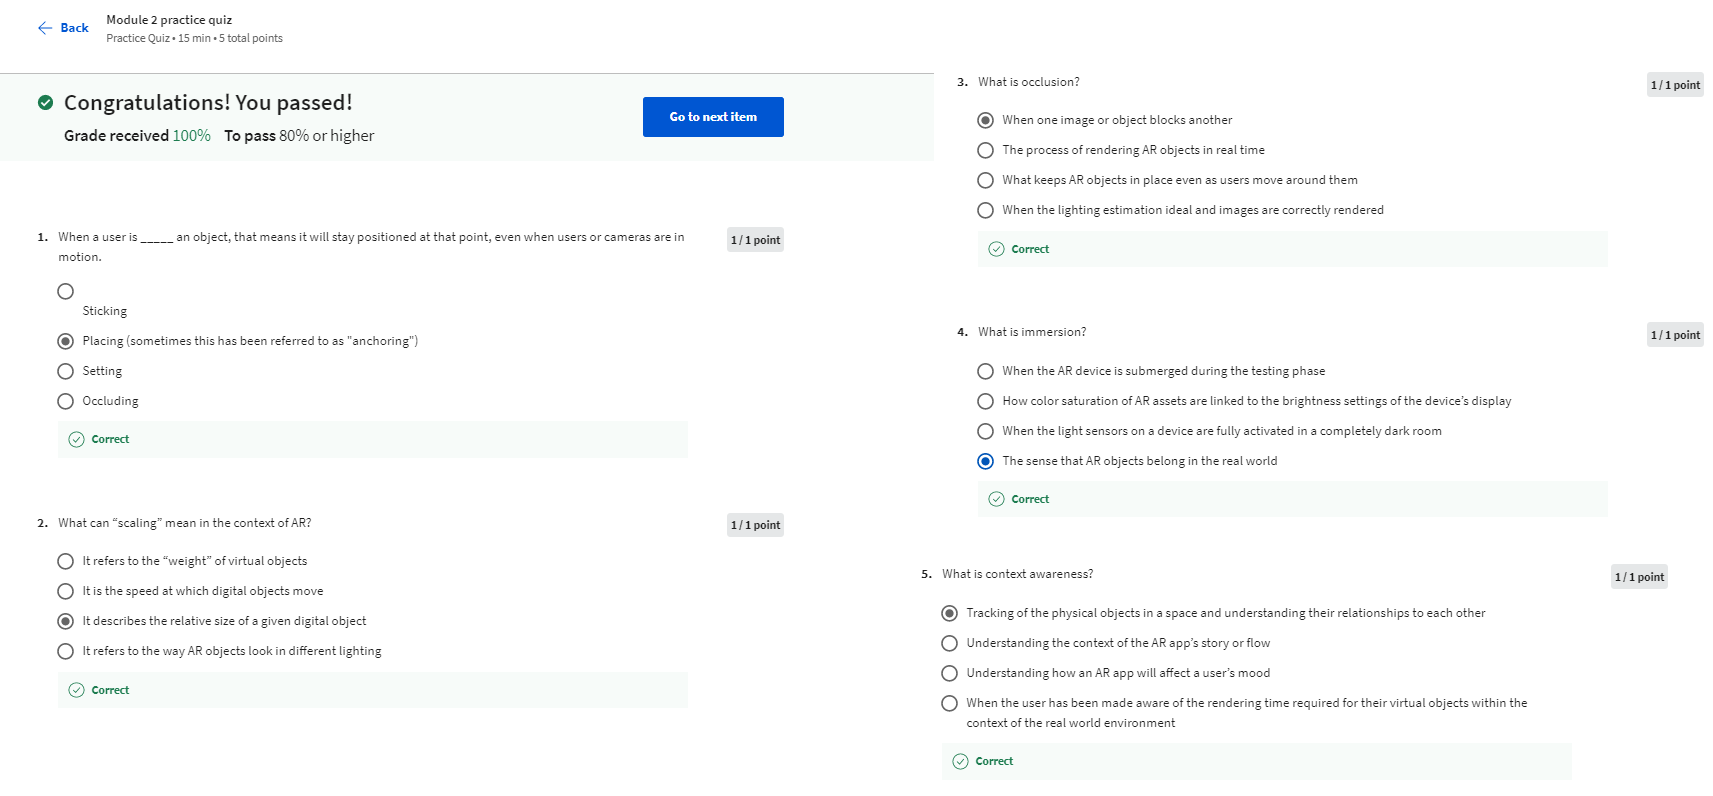 Back
Module 2 practice quiz
Practice Quiz • 15 min • 5 total points
Congratulations! You passed!
Grade received 100% To pass 80% or higher
Go to next item
1. When a user is _____ an object, that means it will stay positioned at that point, even when users or cameras are in
motion.
1 / 1 point
Sticking
Placing (sometimes this has been referred to as "anchoring")
Setting
Occluding
Correct
2. What can “scaling” mean in the context of AR?
1 / 1 point
It refers to the “weight” of virtual objects
It is the speed at which digital objects move
It describes the relative size of a given digital object
It refers to the way AR objects look in different lighting
Correct
3. What is occlusion?
1 / 1 point
When one image or object blocks another
The process of rendering AR objects in real time
What keeps AR objects in place even as users move around them
When the lighting estimation ideal and images are correctly rendered
Correct
4. What is immersion?
1 / 1 point
When the AR device is submerged during the testing phase
How color saturation of AR assets are linked to the brightness settings of the device’s display
When the light sensors on a device are fully activated in a completely dark room
The sense that AR objects belong in the real world
Correct
5. What is context awareness?
1 / 1 point
Tracking of the physical objects in a space and understanding their relationships to each other
Understanding the context of the AR app’s story or flow
Understanding how an AR app will affect a user’s mood
When the user has been made aware of the rendering time required for their virtual objects within the
context of the real world environment
Correct